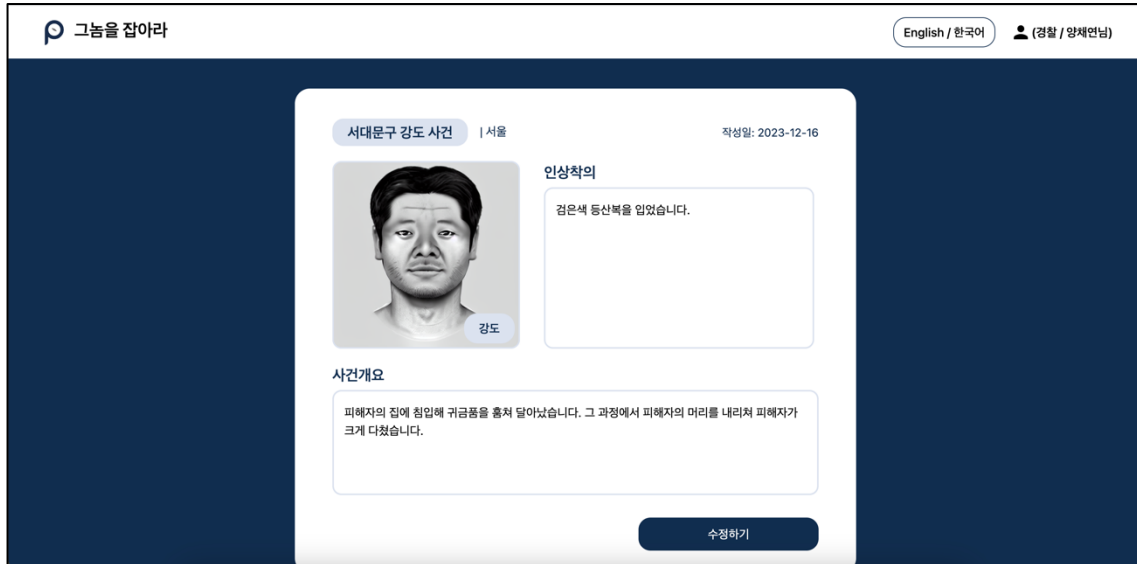 그놈을 잡아라
English / 한국어
(경찰 / 양채연님)
서대문구 강도 사건 | 서울
작성일: 2023-12-16
인상착의
검은색 등산복을 입었습니다.
강도
사건개요
피해자의 집에 침입해 귀금품을 훔쳐 달아났습니다. 그 과정에서 피해자의 머리를 내리쳐 피해자가
크게 다쳤습니다.
수정하기